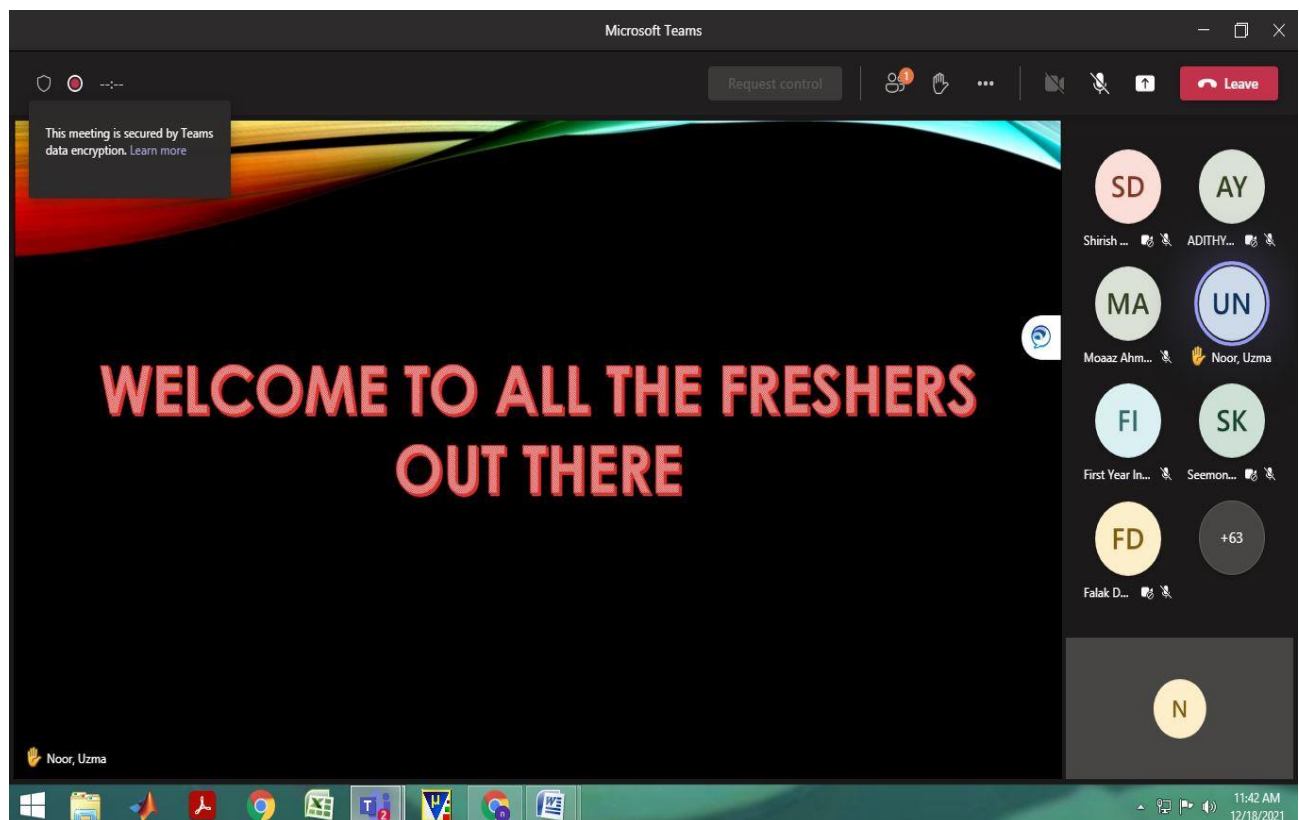 Microsoft Teams
--:--
Request control
1
Leave
This meeting is secured by Teams
data encryption. Learn more
WELCOME TO ALL THE FRESHERS
OUT THERE
SD
AY
Shirish ...
ADITHY...
MA
UN
Moaaz Ahm...
Noor, Uzma
FI
SK
First Year In...
Seemon...
FD
+63
Falak D...
N
Noor, Uzma
11:42 AM
12/18/2021